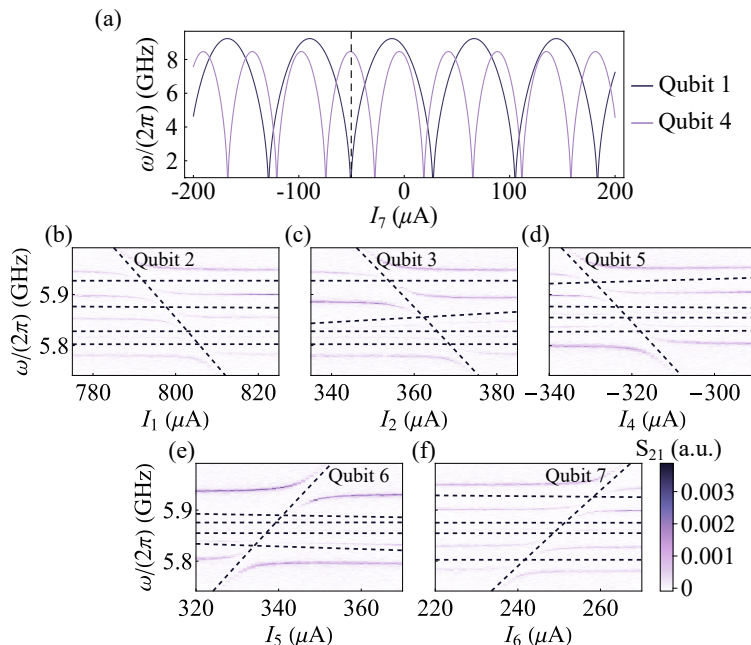 (a)
ω/(2π) (GHz)
8
6
4
2
-200
-100
0
100
200
I7 (μA)
Qubit 1
Qubit 4
(b)
Qubit 2
ω/(2π) (GHz)
5.9
5.8
780
800
820
I1 (μA)
(c)
Qubit 3
340
360
380
I2 (μA)
(d)
Qubit 5
−340
−320
−300
I4 (μA)
(e)
Qubit 6
ω/(2π) (GHz)
5.9
5.8
320
340
360
I5 (μA)
(f)
Qubit 7
220
240
260
I6 (μA)
S21 (a.u.)
0.003
0.002
0.001
0